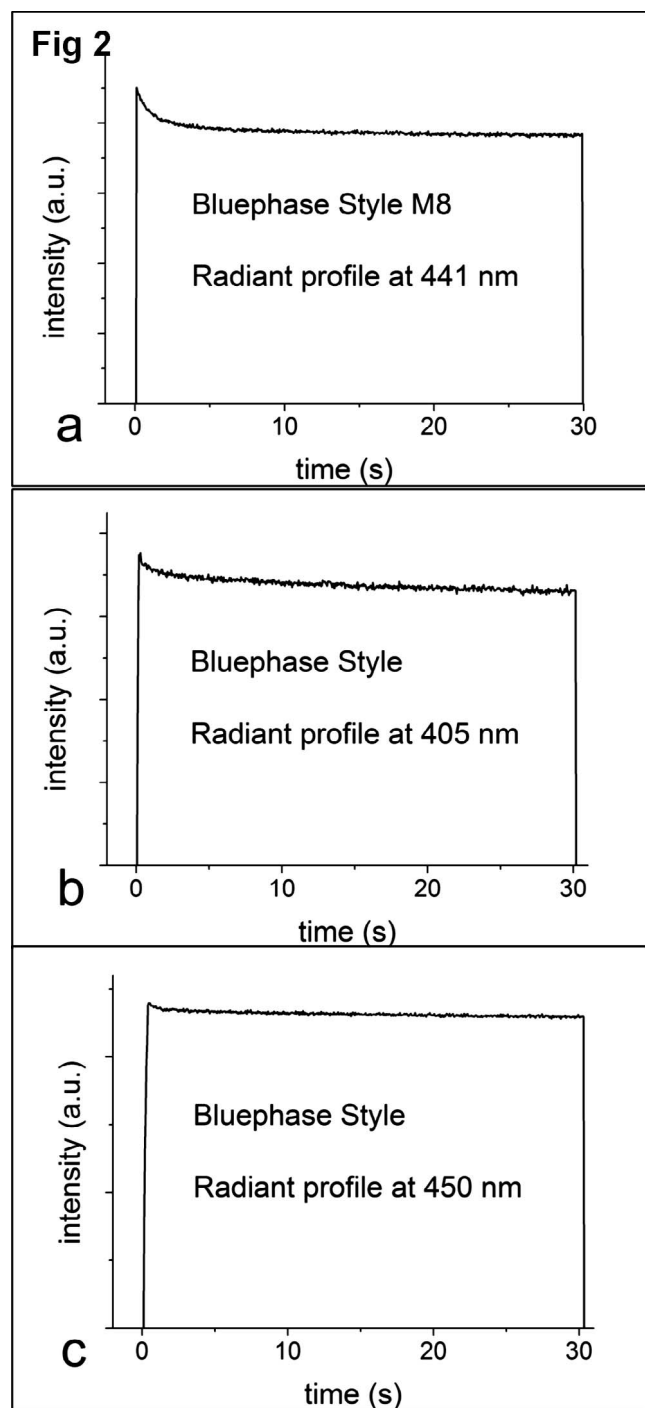 Fig 2
intensity (a.u.)
Bluephase Style M8
Radiant profile at 441 nm
0 10 20 30
time (s)
a
intensity (a.u.)
Bluephase Style
Radiant profile at 405 nm
0 10 20 30
time (s)
b
intensity (a.u.)
Bluephase Style
Radiant profile at 450 nm
0 10 20 30
time (s)
c